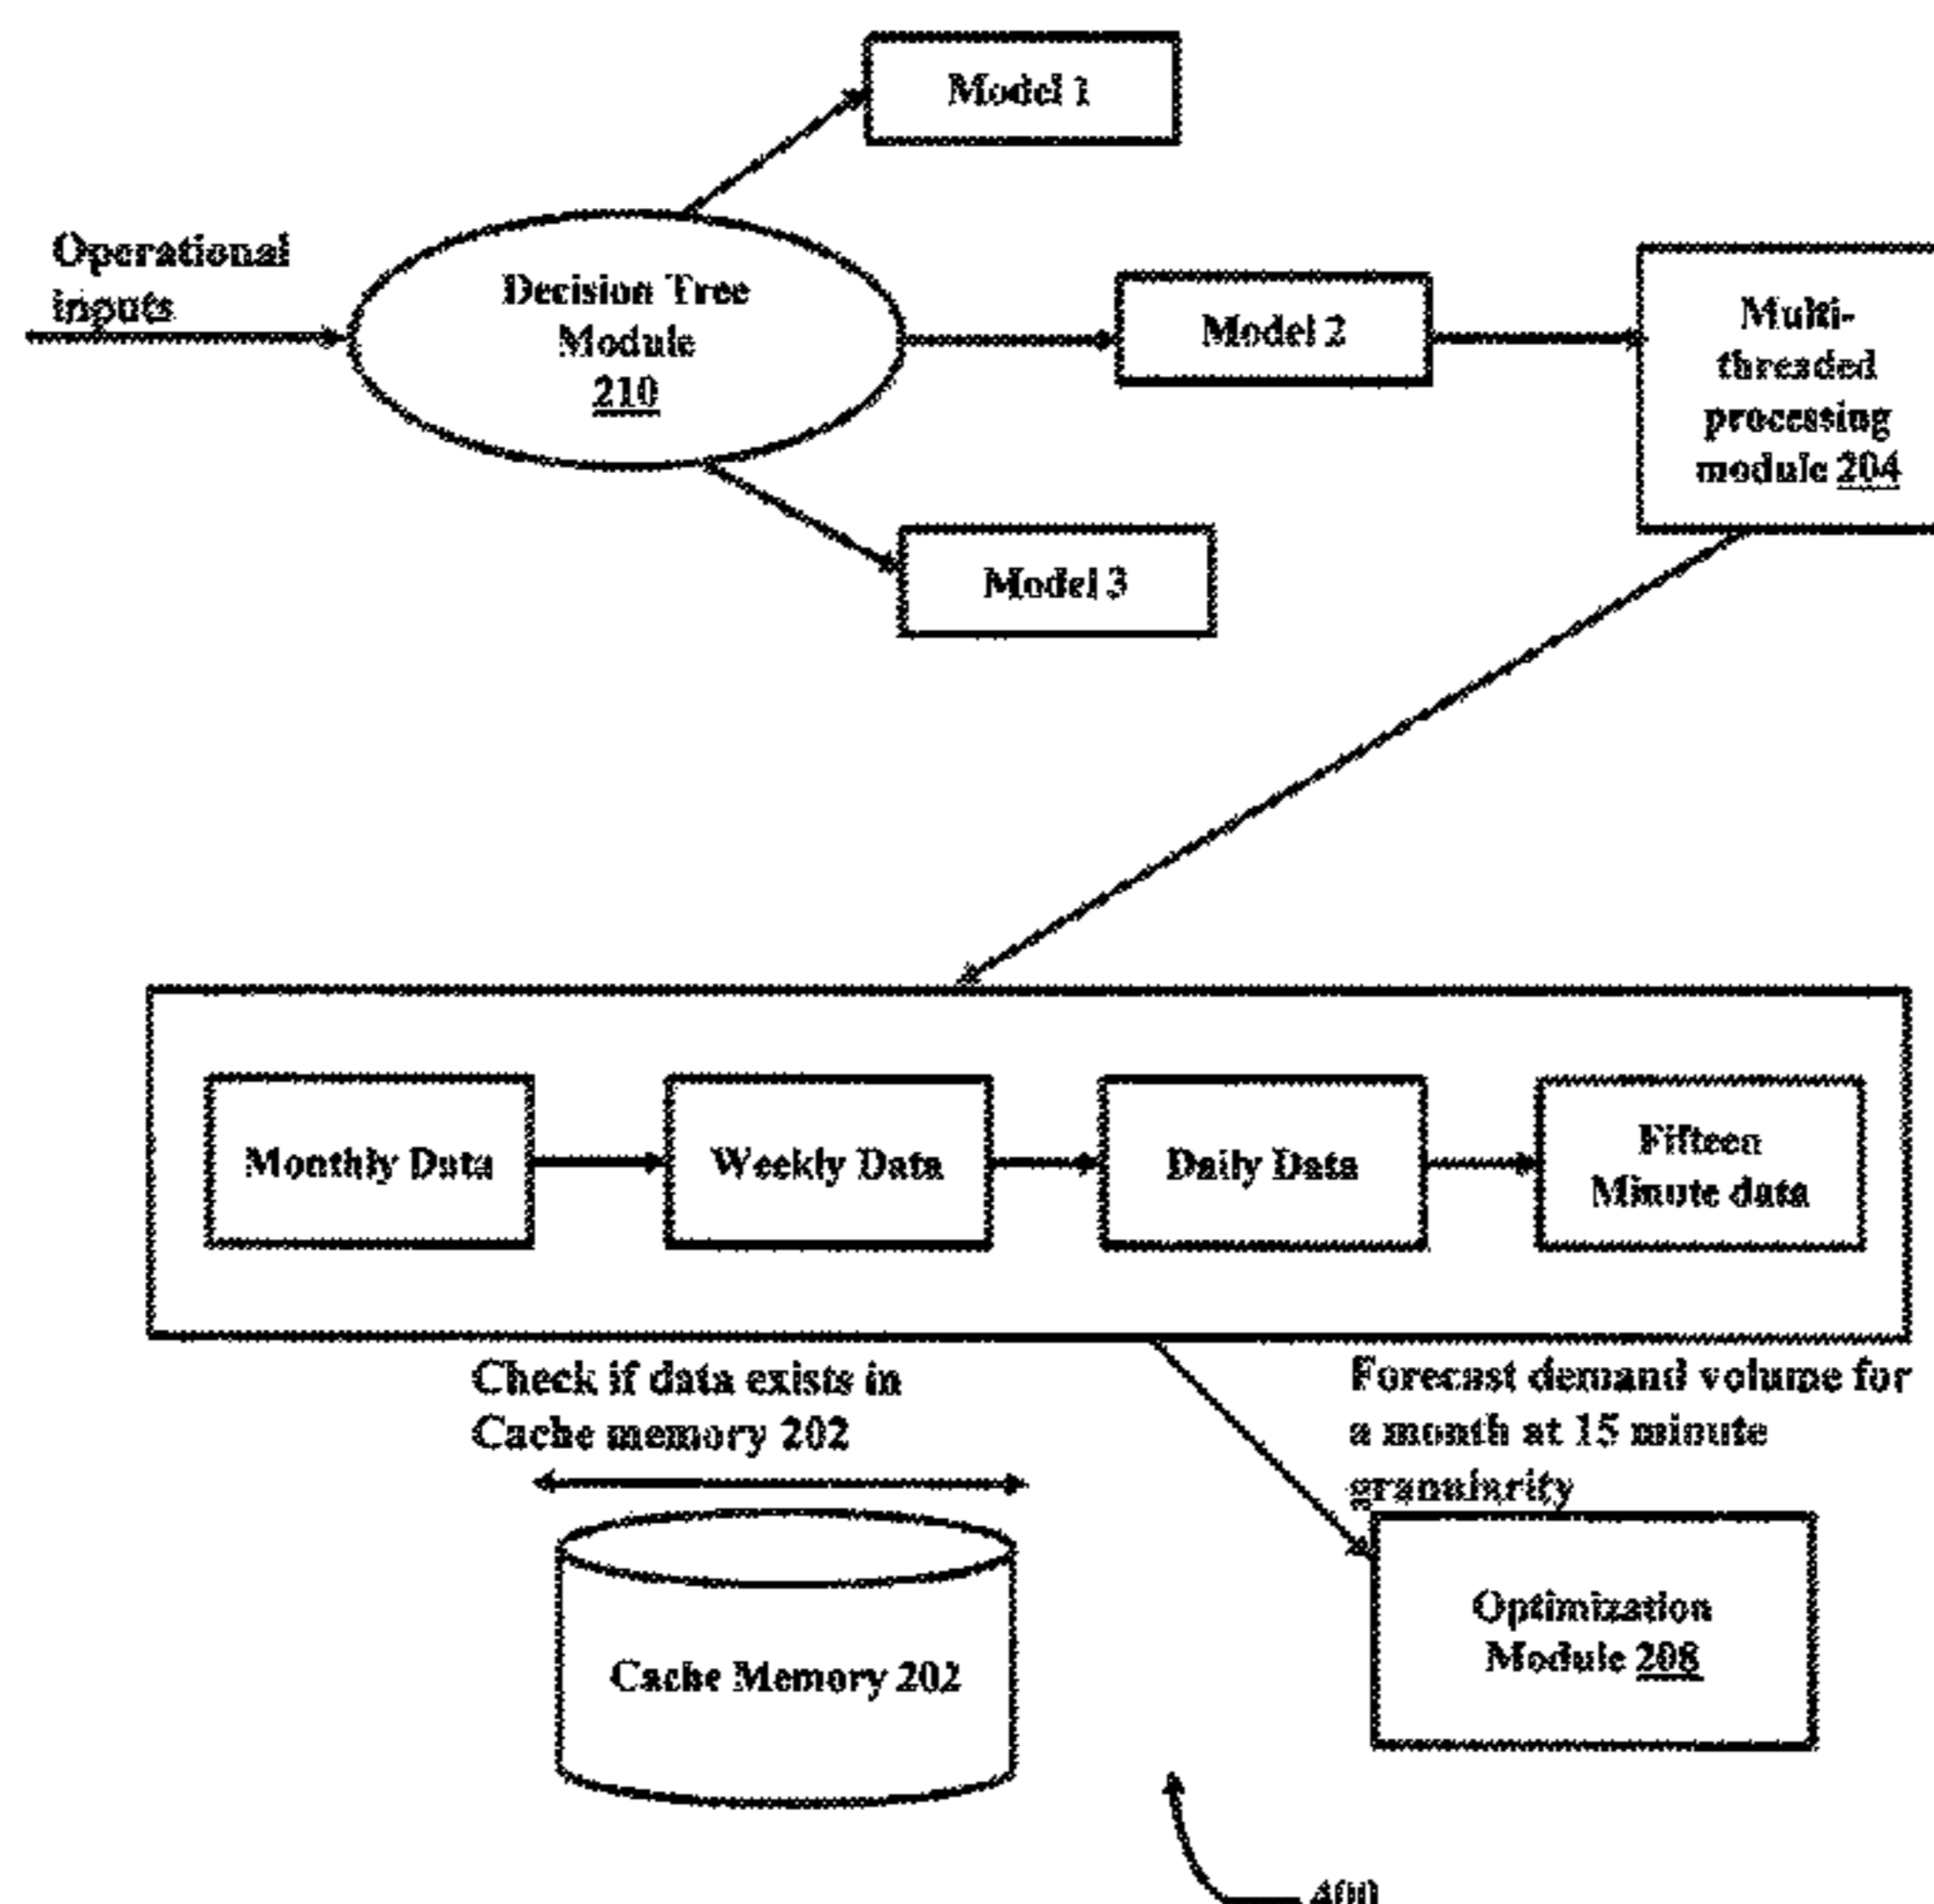 Model 1
Operational
inputs
Decision Tree
Module
210
Model 2
Multi-
threaded
processing
module 204
Model 3
Monthly Data
Weekly Data
Daily Data
Fifteen
Minute data
Check if data exists in
Cache memory 202
Forecast demand volume for
a month at 15 minute
granularity
Cache Memory 202
Optimization
Module 208
400